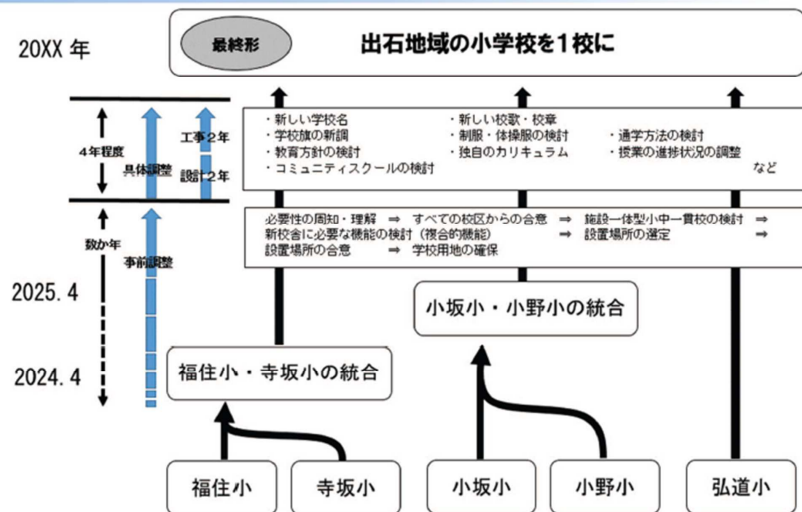 20XX 年
最終形
出石地域の小学校を1校に
4年程度
具体調整
工事2年
設計2年
・新しい学校名
・新しい校歌・校章
・学校旗の新調
・制服・体操服の検討
・通学方法の検討
・教育方針の検討
・独自のカリキュラム
・授業の進捗状況の調整
・コミュニティスクールの検討
など
数か年
事前調整
必要性の周知・理解 ⇒ すべての校区からの合意 ⇒ 施設一体型小中一貫校の検討 ⇒
新校舎に必要な機能の検討（複合的機能） ⇒ 設置場所の選定 ⇒
設置場所の合意 ⇒ 学校用地の確保
2025.4
小坂小・小野小の統合
2024.4
福住小・寺坂小の統合
福住小
寺坂小
小坂小
小野小
弘道小